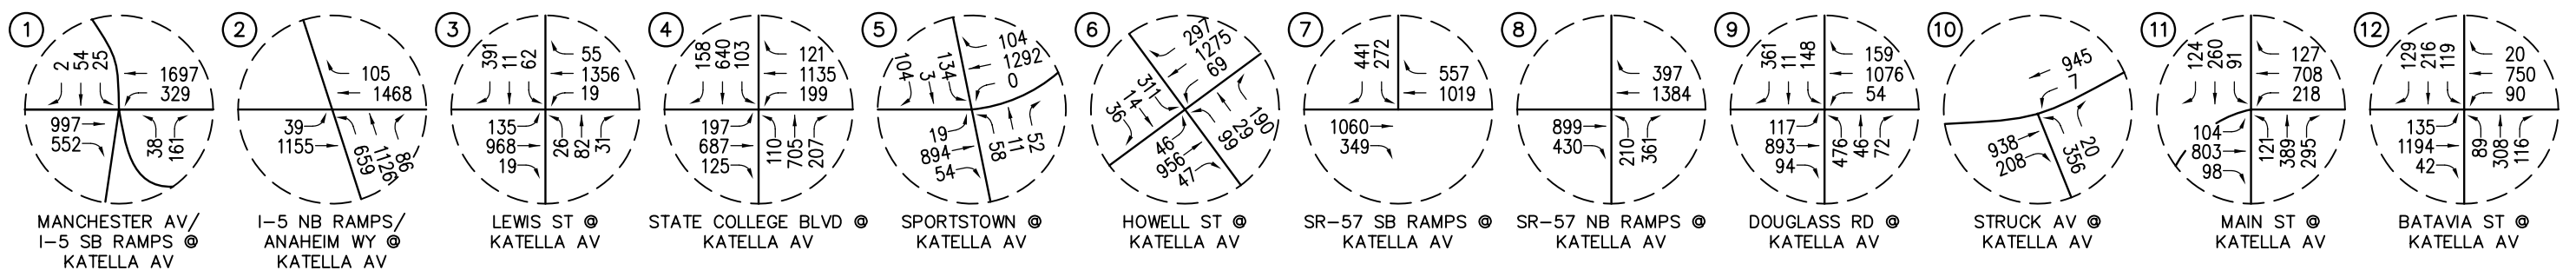 1
2 54 25
1697
329
997
552
38 161
MANCHESTER AV/
I-5 SB RAMPS @
KATELLA AV
2
105
1468
39
1155
659 1126 86
I-5 NB RAMPS/
ANAHEIM WY @
KATELLA AV
3
391 11 62
55
1356
19
135
968
19
26 82 31
LEWIS ST @
KATELLA AV
4
158 640 103
121
1135
199
197
687
125
110 705 207
STATE COLLEGE BLVD @
KATELLA AV
5
104 3 134
104
1292
0
19
894
54
58 11 52
SPORTSTOWN @
KATELLA AV
6
297
1275
69
36 14 31
46
956
47
99 29 190
HOWELL ST @
KATELLA AV
7
441 272
557
1019
1060
349
SR-57 SB RAMPS @
KATELLA AV
8
397
1384
899
430
210 361
SR-57 NB RAMPS @
KATELLA AV
9
361 11 148
159
1076
54
117
893
94
476 46 72
DOUGLASS RD @
KATELLA AV
10
945
7
938
208
356 20
STRUCK AV @
KATELLA AV
11
124 260 91
127
708
218
104
803
98
121 389 295
MAIN ST @
KATELLA AV
12
129 216 119
20
750
90
135
1194
42
89 308 116
BATAVIA ST @
KATELLA AV